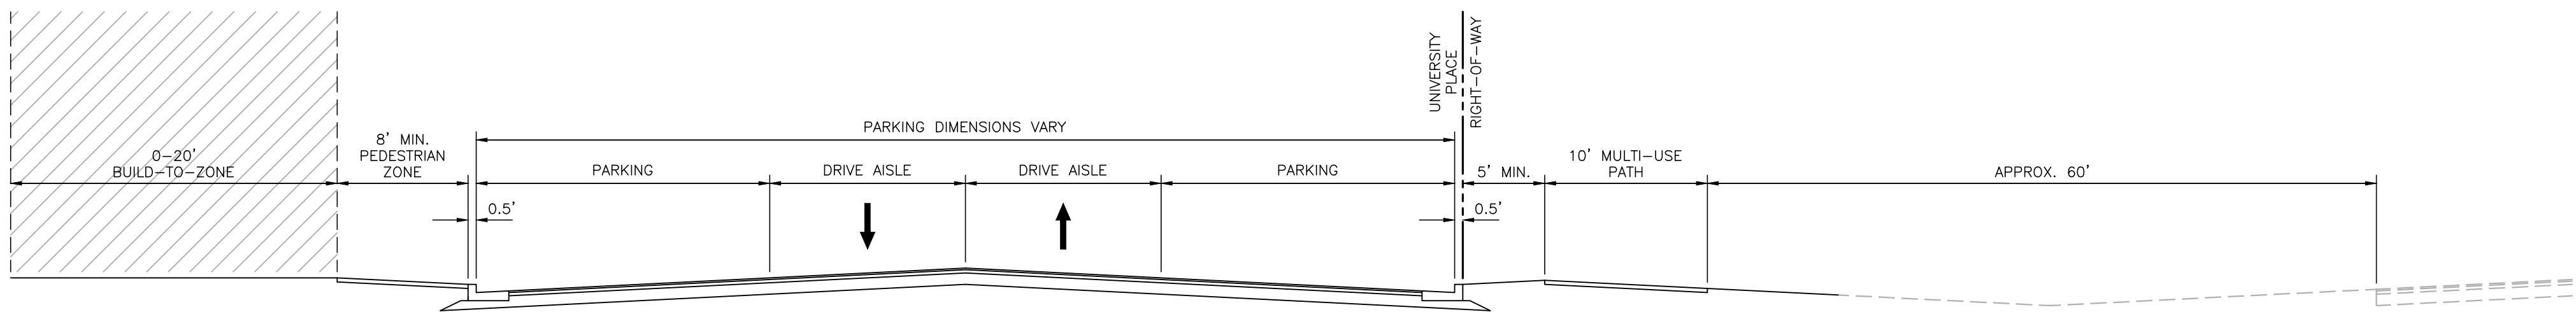 0-20'
BUILD-TO-ZONE
8' MIN.
PEDESTRIAN
ZONE
0.5'
PARKING DIMENSIONS VARY
PARKING
DRIVE AISLE
DRIVE AISLE
PARKING
UNIVERSITY
PLACE
RIGHT-OF-WAY
0.5'
5' MIN.
10' MULTI-USE
PATH
APPROX. 60'